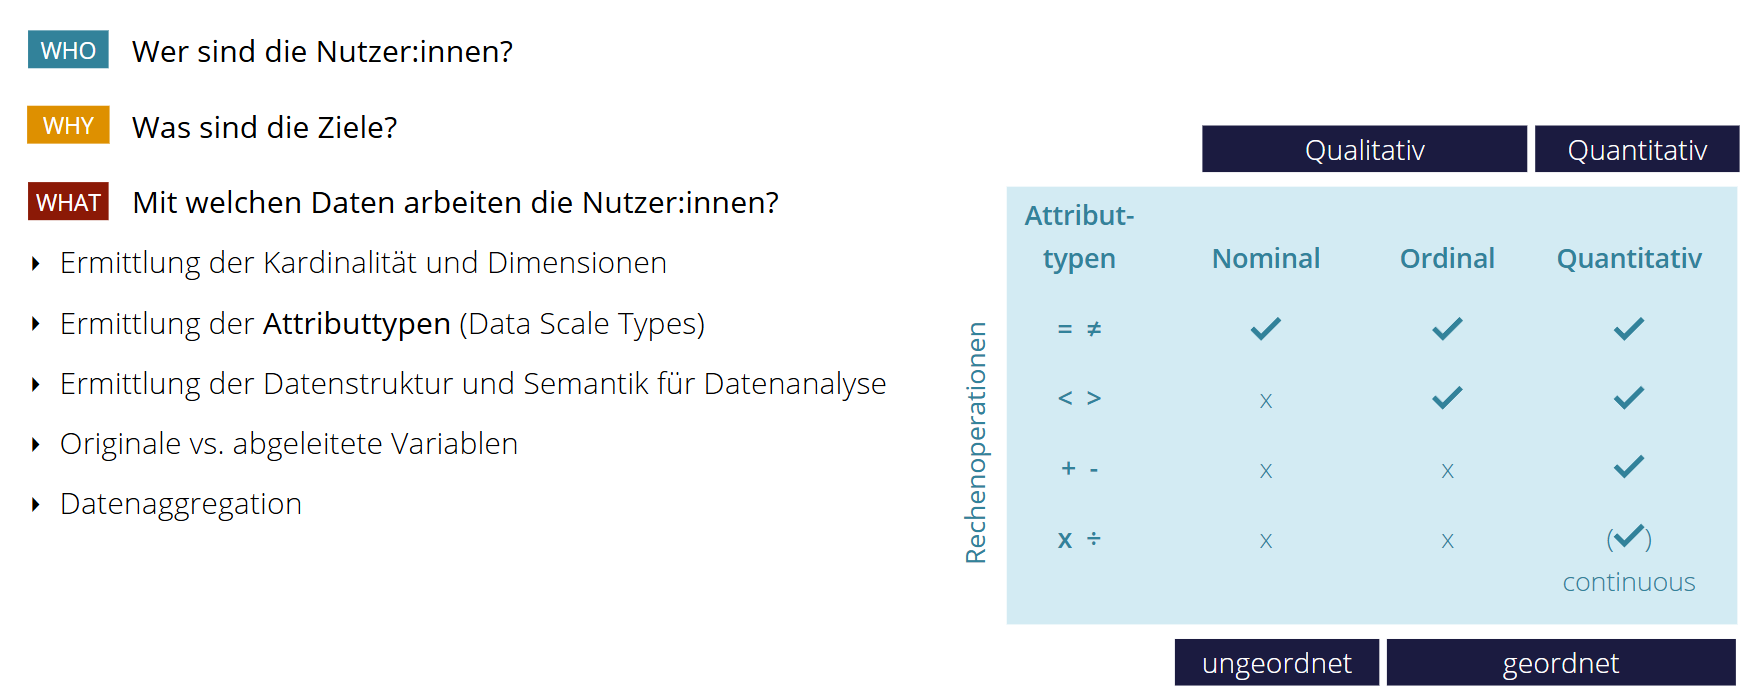 WHO Wer sind die Nutzer:innen?
WHY Was sind die Ziele?
WHAT Mit welchen Daten arbeiten die Nutzer:innen?
Ermittlung der Kardinalität und Dimensionen
Ermittlung der Attributtypen (Data Scale Types)
Ermittlung der Datenstruktur und Semantik für Datenanalyse
Originale vs. abgeleitete Variablen
Datenaggregation
Qualitativ Quantitativ
Attribut-
typen Nominal Ordinal Quantitativ
Rechenoperationen
= ≠ ✓ ✓ ✓
< > x ✓ ✓
+ - x x ✓
x ÷ x x (✓)
continuous
ungeordnet geordnet